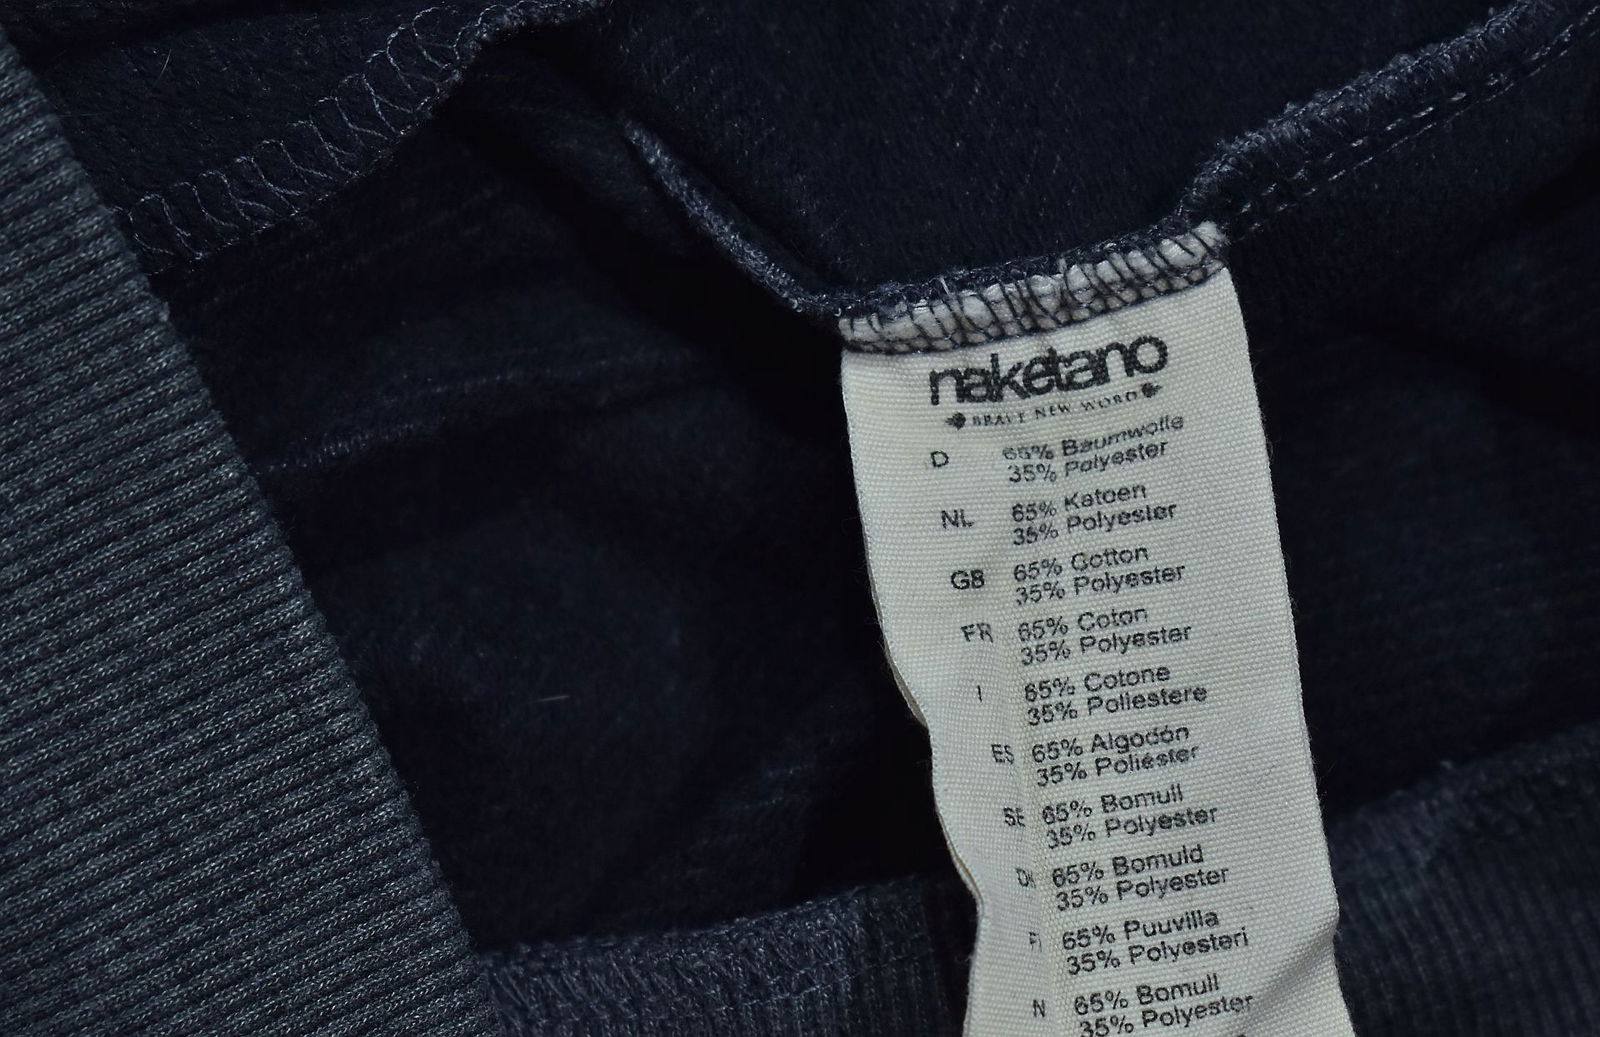 naketano
BRAVE NEW WORD
D 65% Baumwolle
35% Polyester
NL 65% Katoen
35% Polyester
GB 65% Cotton
35% Polyester
FR 65% Coton
35% Polyester
I 65% Cotone
35% Poliestere
ES 65% Algodón
35% Poliéster
SE 65% Bomull
35% Polyester
DK 65% Bomuld
35% Polyester
FI 65% Puuvilla
35% Polyesteri
N 65% Bomull
35% Polyester